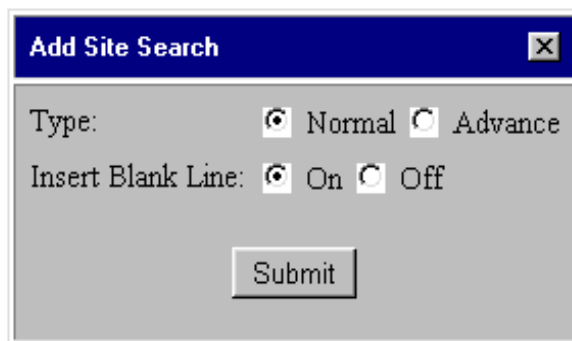 Add Site Search
Type: Normal Advance
Insert Blank Line: On Off
Submit